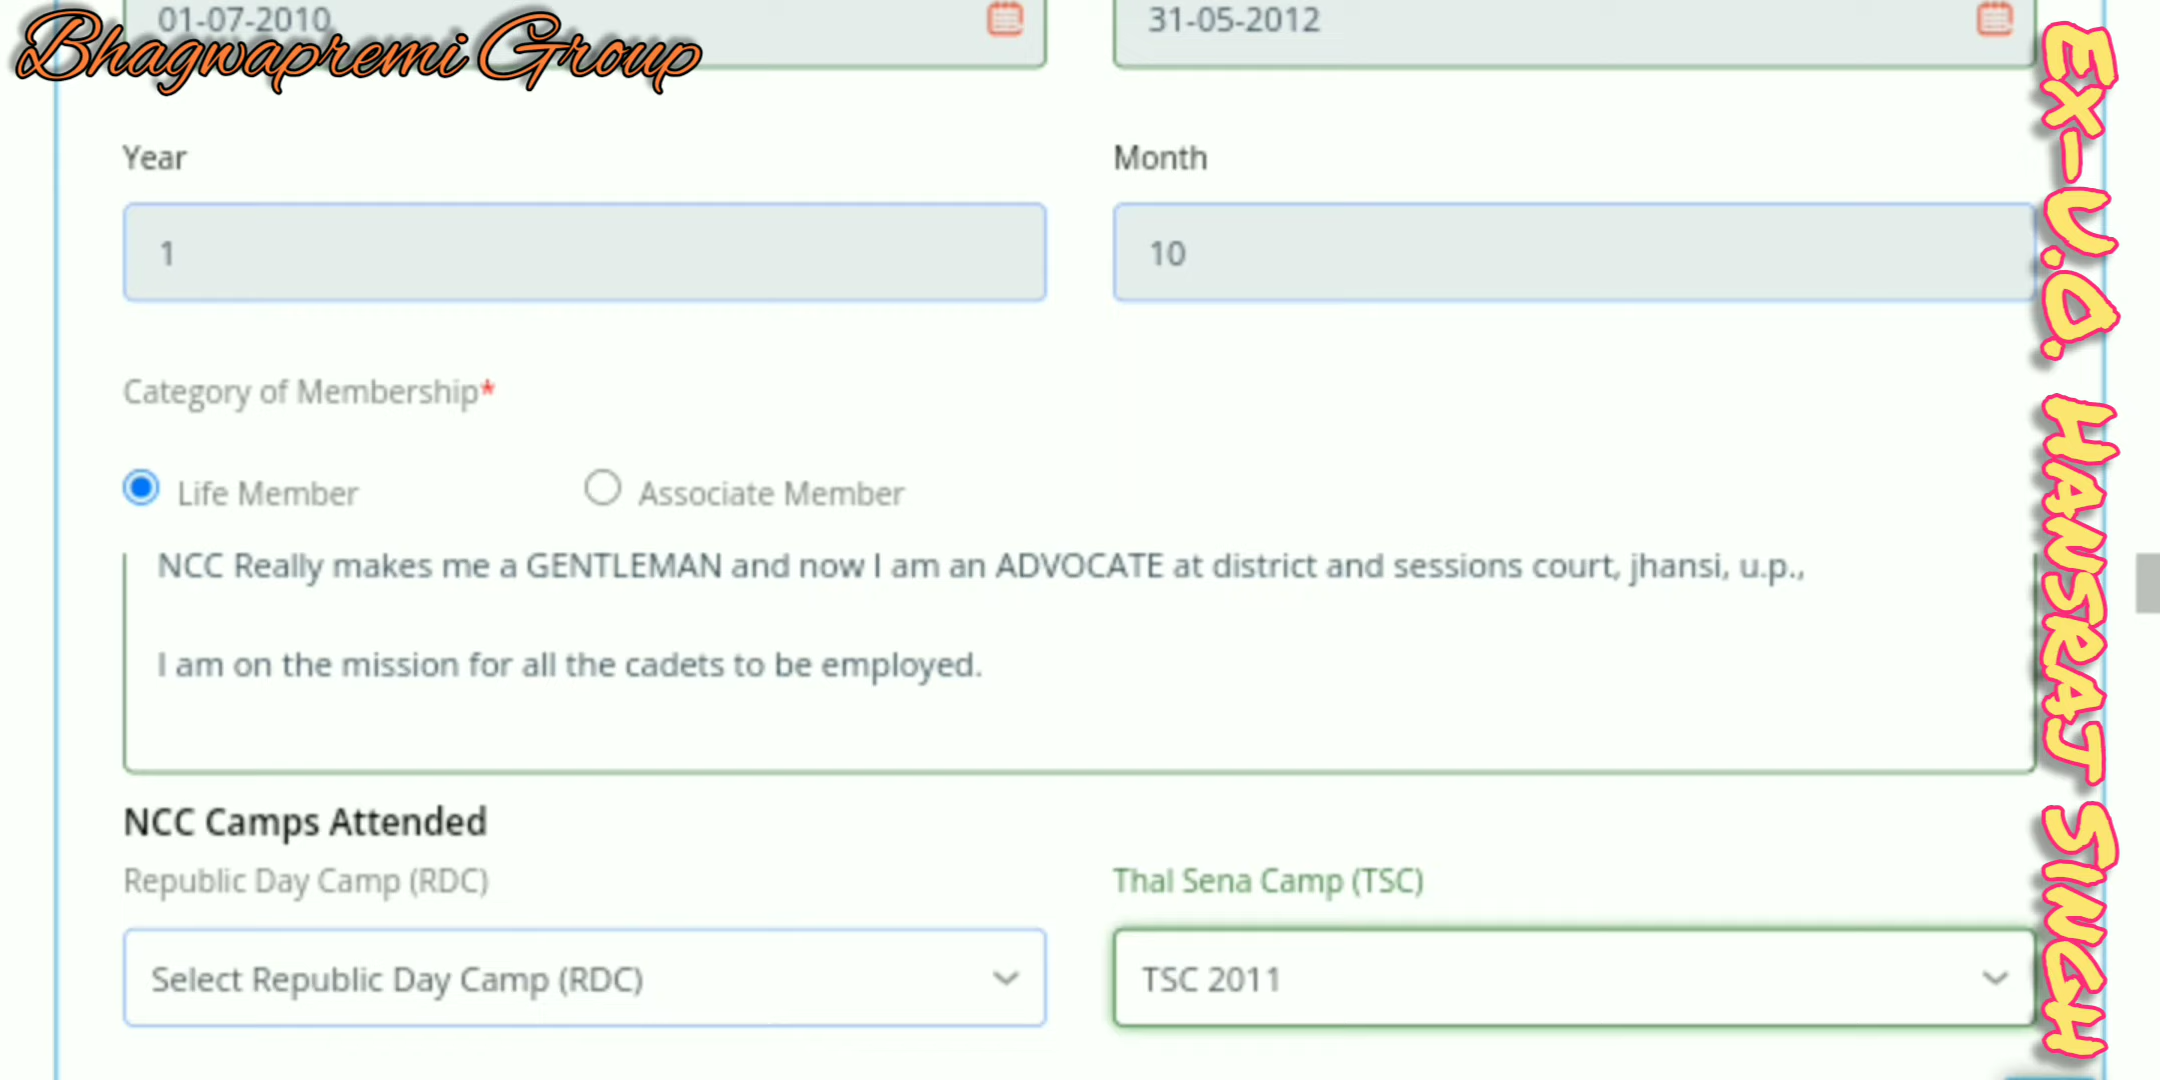 01-07-2010
31-05-2012
Bhagwapremi Group
Year
Month
1
10
Category of Membership*
Life Member
Associate Member
NCC Really makes me a GENTLEMAN and now I am an ADVOCATE at district and sessions court, jhansi, u.p.,
I am on the mission for all the cadets to be employed.
NCC Camps Attended
Republic Day Camp (RDC)
Thal Sena Camp (TSC)
Select Republic Day Camp (RDC)
TSC 2011
Ex-U.O. HANSRAJ SINGH